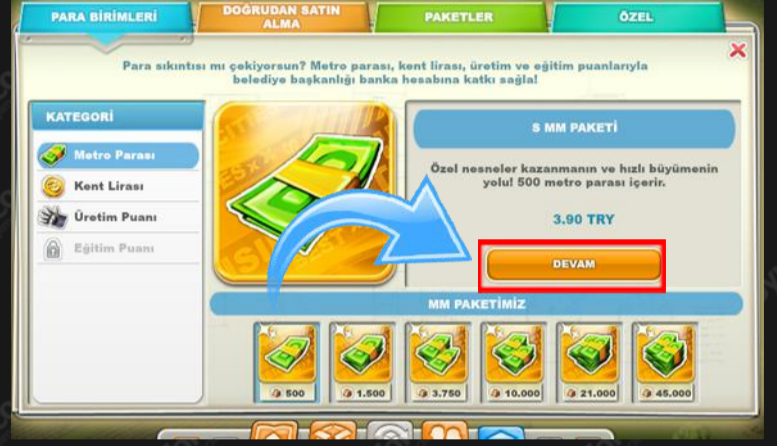 PARA BİRİMLERİ
DOĞRUDAN SATIN
ALMA
PAKETLER
ÖZEL
Para sıkıntısı mı çekiyorsun? Metro parası, kent lirası, üretim ve eğitim puanlarıyla
belediye başkanlığı banka hesabına katkı sağla!
KATEGORİ
Metro Parası
Kent Lirası
Üretim Puanı
Eğitim Puanı
S MM PAKETİ
Özel nesneler kazanmanın ve hızlı büyümenin
yolu! 500 metro parası içerir.
3.90 TRY
DEVAM
MM PAKETİMİZ
500
1.500
3.750
10.000
21.000
45.000